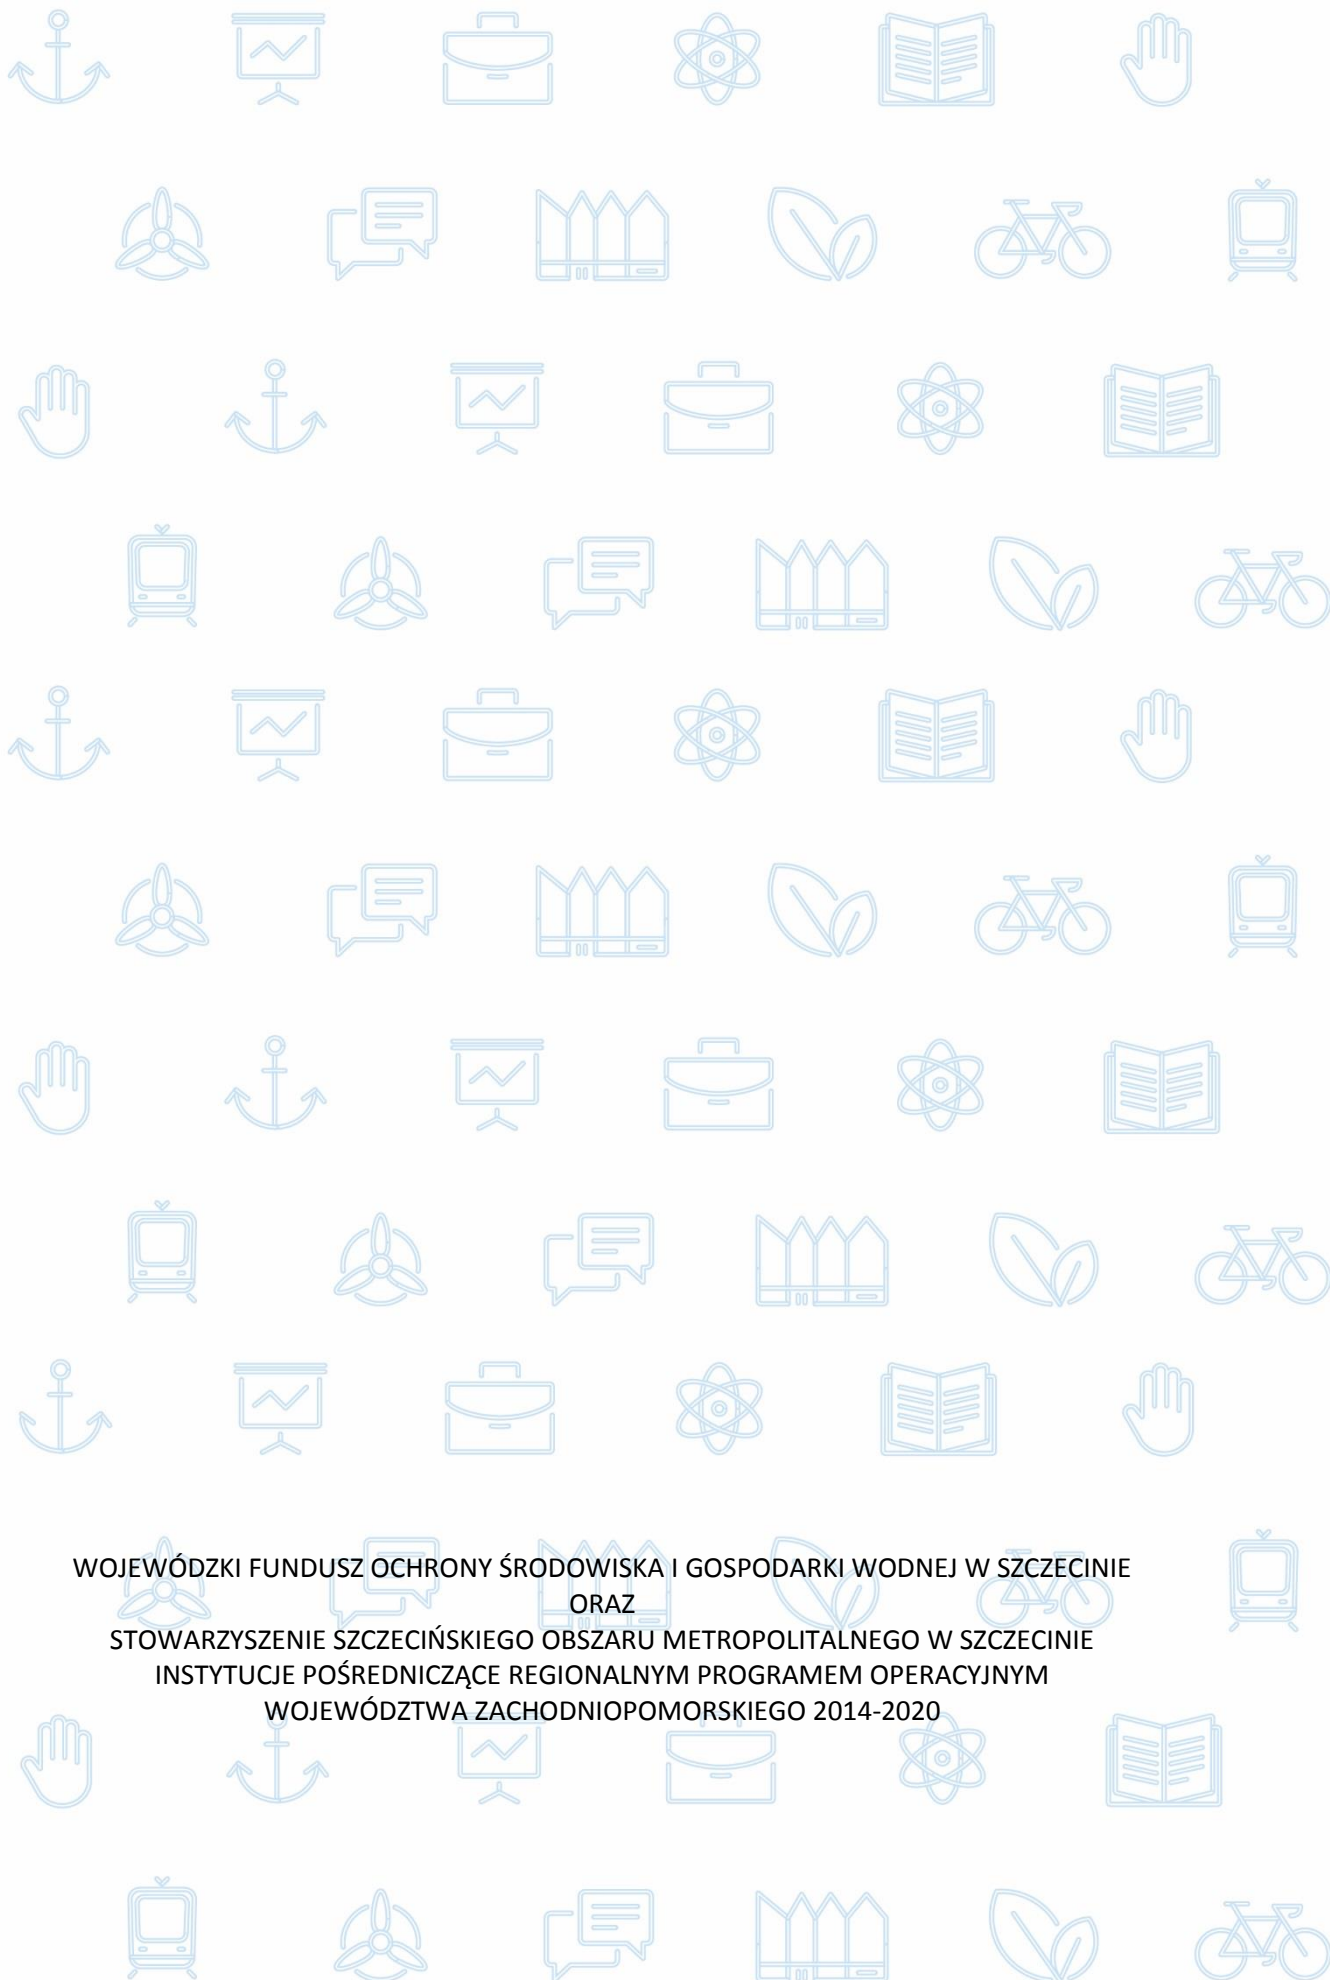 WOJEWÓDZKI FUNDUSZ OCHRONY ŚRODOWISKA I GOSPODARKI WODNEJ W SZCZECINIE
ORAZ
STOWARZYSZENIE SZCZECIŃSKIEGO OBSZARU METROPOLITALNEGO W SZCZECINIE
INSTYTUCJE POŚREDNICZĄCE REGIONALNYM PROGRAMEM OPERACYJNYM
WOJEWÓDZTWA ZACHODNIOPOMORSKIEGO 2014-2020